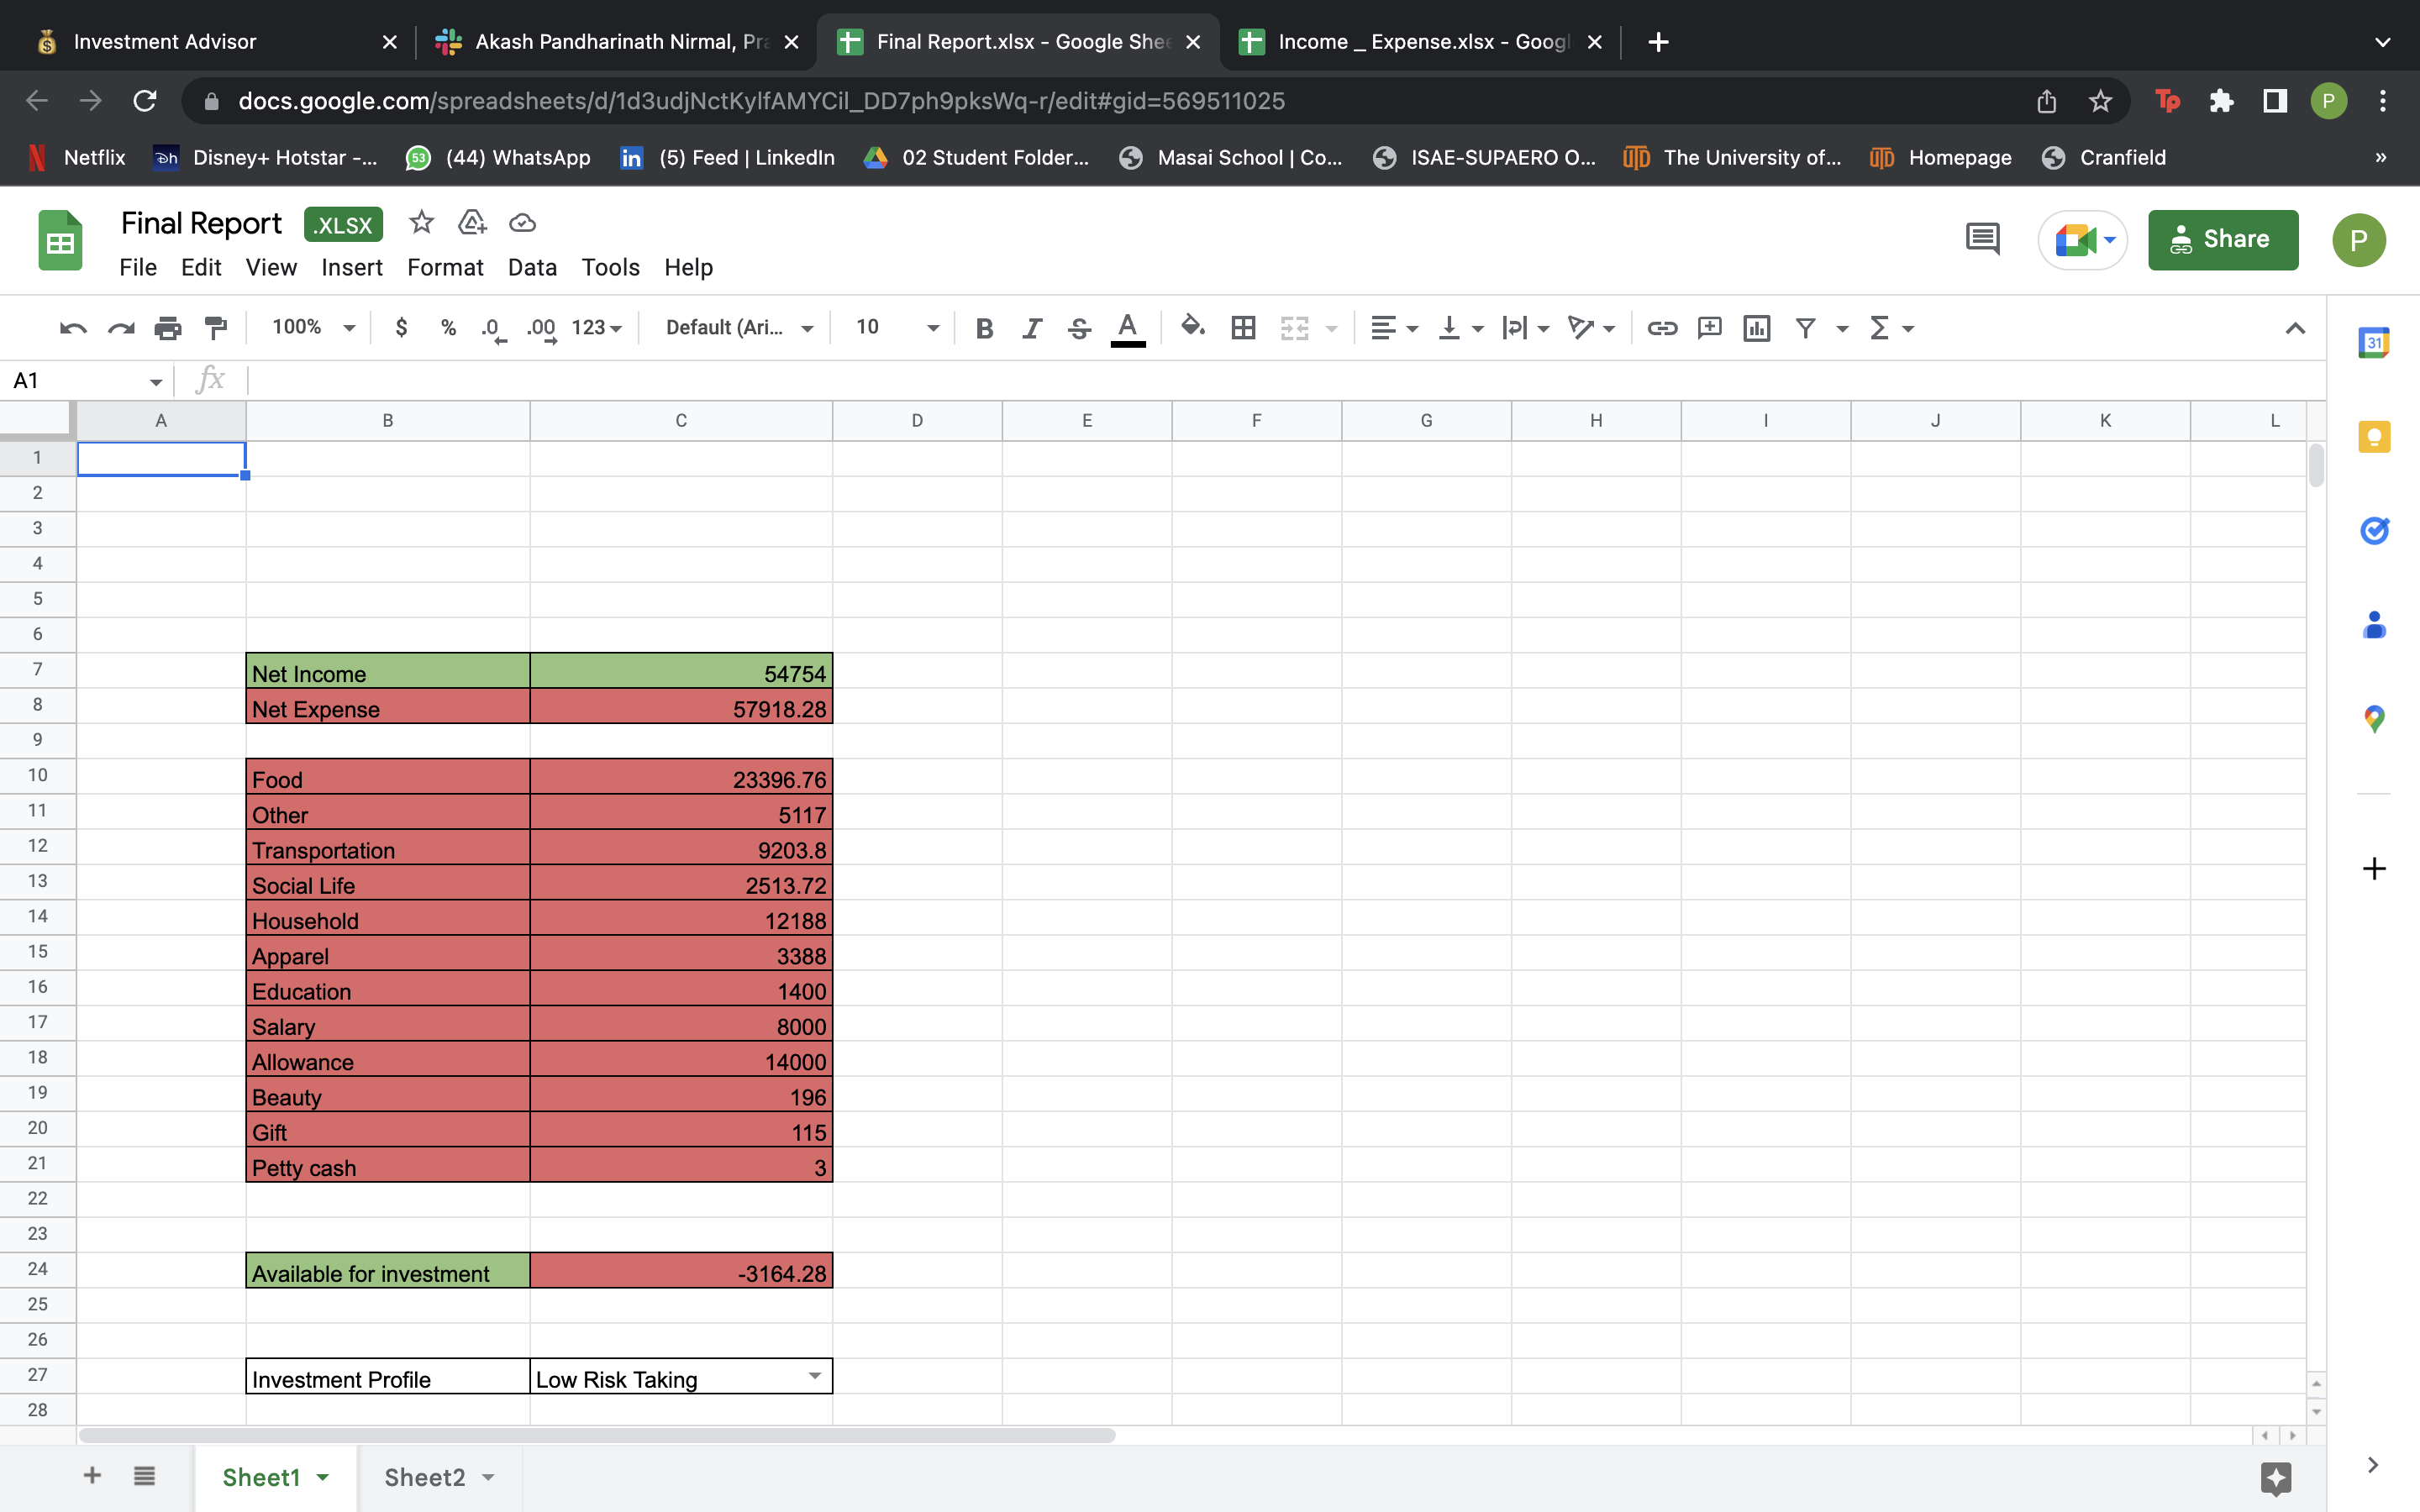 Investment Advisor
Akash Pandharinath Nirmal, Pra
Final Report.xlsx - Google Shee
Income _ Expense.xlsx - Googl
docs.google.com/spreadsheets/d/1d3udjNctKylfAMYCil_DD7ph9pksWq-r/edit#gid=569511025
Tp
P
Netflix
Disney+ Hotstar -...
53
(44) WhatsApp
(5) Feed | LinkedIn
02 Student Folder...
Masai School | Co...
ISAE-SUPAERO O...
The University of...
Homepage
Cranfield
»
Final Report .XLSX
Share
P
File Edit View Insert Format Data Tools Help
100% $ % .0 .00 123 Default (Ari... 10 B I S A Σ
31
A1 fx
A B C D E F G H I J K L
1
2
3
4
5
6
7 Net Income 54754
8 Net Expense 57918.28
9
10 Food 23396.76
11 Other 5117
12 Transportation 9203.8
13 Social Life 2513.72
14 Household 12188
15 Apparel 3388
16 Education 1400
17 Salary 8000
18 Allowance 14000
19 Beauty 196
20 Gift 115
21 Petty cash 3
22
23
24 Available for investment -3164.28
25
26
27 Investment Profile Low Risk Taking
28
Sheet1 Sheet2